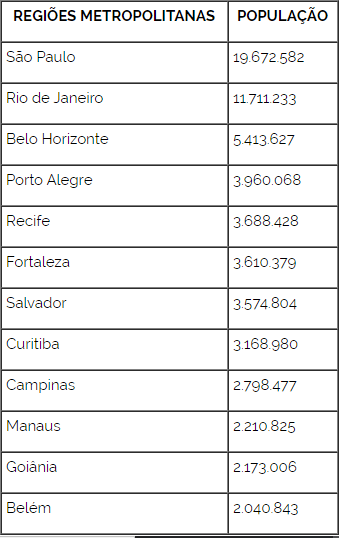 REGIÕES METROPOLITANAS POPULAÇÃO
São Paulo 19.672.582
Rio de Janeiro 11.711.233
Belo Horizonte 5.413.627
Porto Alegre 3.960.068
Recife 3.688.428
Fortaleza 3.610.379
Salvador 3.574.804
Curitiba 3.168.980
Campinas 2.798.477
Manaus 2.210.825
Goiânia 2.173.006
Belém 2.040.843